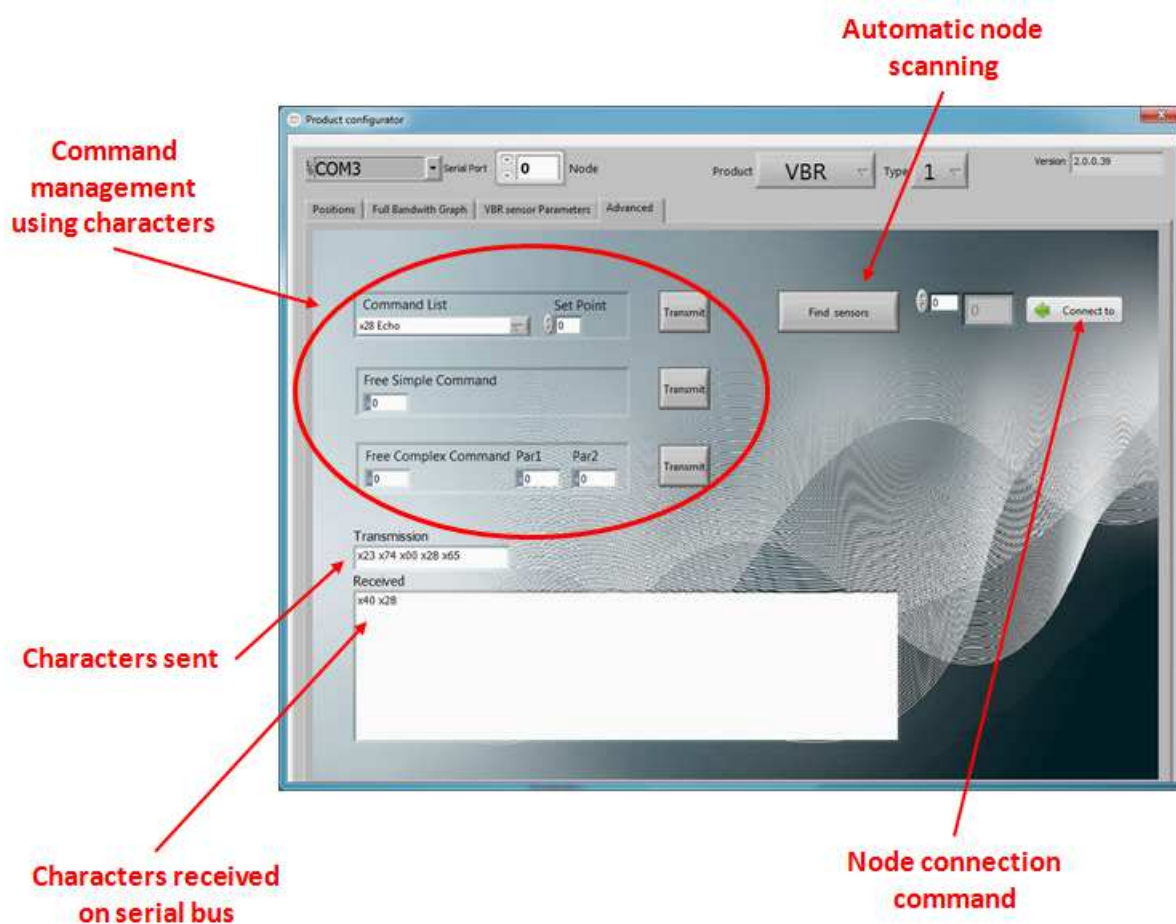 Automatic node
scanning
Product configurator
Command
management
using characters
COM3 Serial Port 0 Node Product VBR Type 1 Version 2.0.0.39
Positions Full Bandwith Graph VBR sensor Parameters Advanced
Command List Set Point
x28 Echo 0 Transmit
Find sensors 0 0 Connect to
Free Simple Command
0 Transmit
Free Complex Command Par1 Par2
0 0 0 Transmit
Transmission
x23 x74 x00 x28 x65
Received
x40 x28
Characters sent
Characters received
on serial bus
Node connection
command